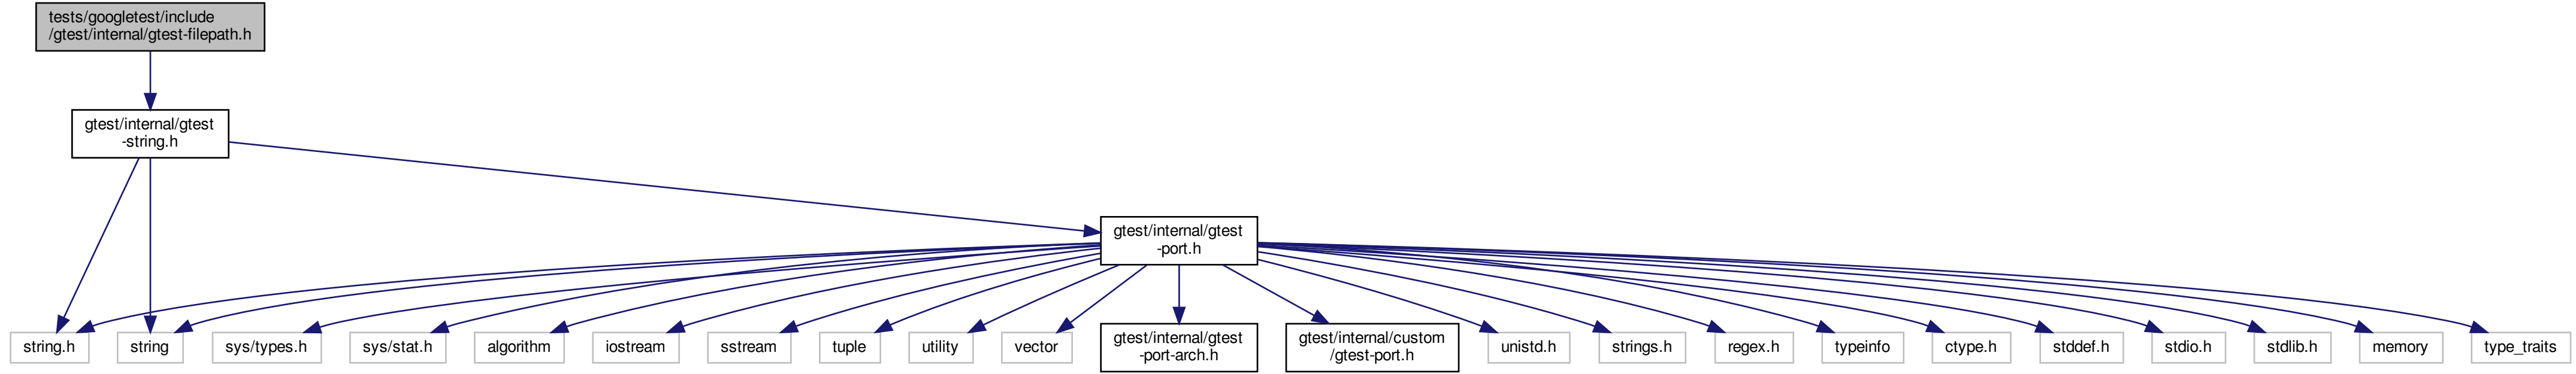 tests/googletest/include
/gtest/internal/gtest-filepath.h
gtest/internal/gtest
-string.h
gtest/internal/gtest
-port.h
string.h
string
sys/types.h
sys/stat.h
algorithm
iostream
sstream
tuple
utility
vector
gtest/internal/gtest
-port-arch.h
gtest/internal/custom
/gtest-port.h
unistd.h
strings.h
regex.h
typeinfo
ctype.h
stddef.h
stdio.h
stdlib.h
memory
type_traits